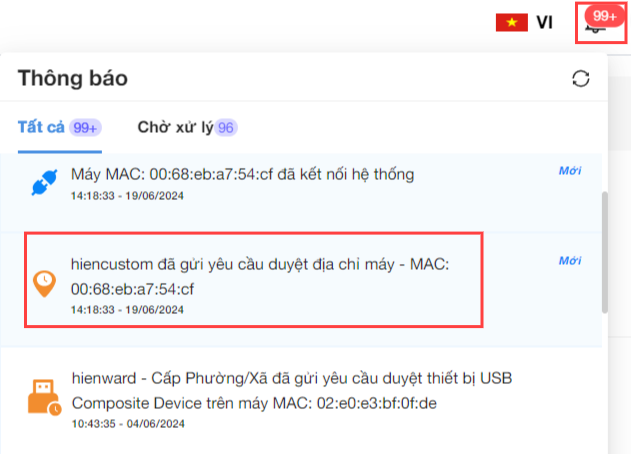 VI
99+
Thông báo
Tất cả 99+ Chờ xử lý 96
Máy MAC: 00:68:eb:a7:54:cf đã kết nối hệ thống Mới
14:18:33 - 19/06/2024
hiencustom đã gửi yêu cầu duyệt địa chỉ máy - MAC: Mới
00:68:eb:a7:54:cf
14:18:33 - 19/06/2024
hienward - Cấp Phường/Xã đã gửi yêu cầu duyệt thiết bị USB
Composite Device trên máy MAC: 02:e0:e3:bf:0f:de
10:43:35 - 04/06/2024